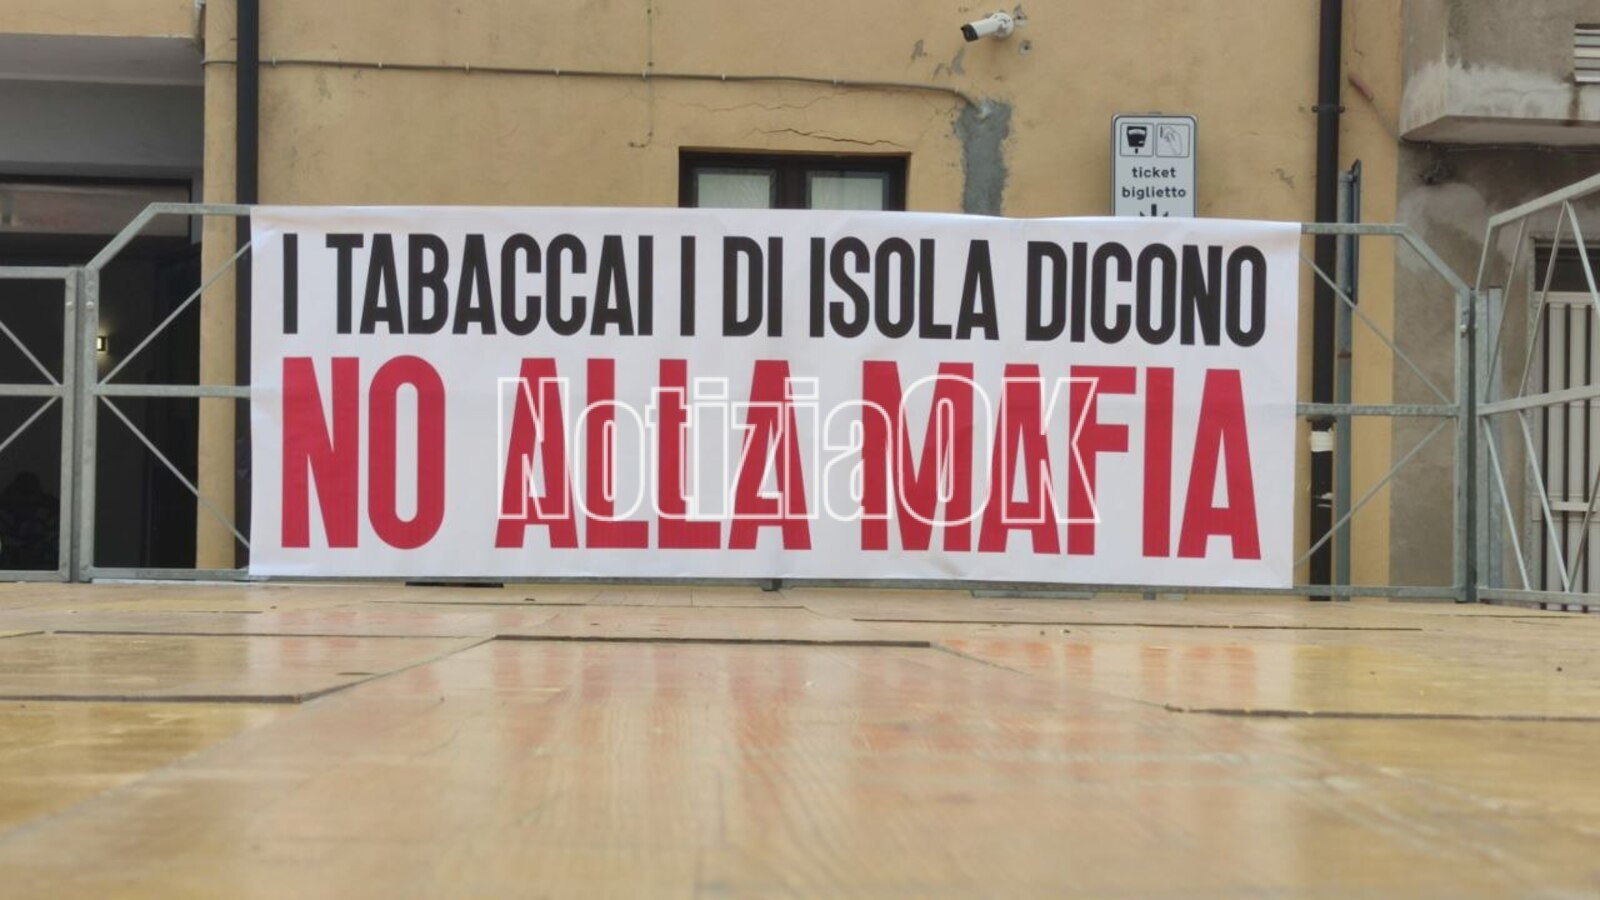 ticket
biglietto
I TABACCAI I DI ISOLA DICONO
NO ALLA MAFIA
NotiziaOK